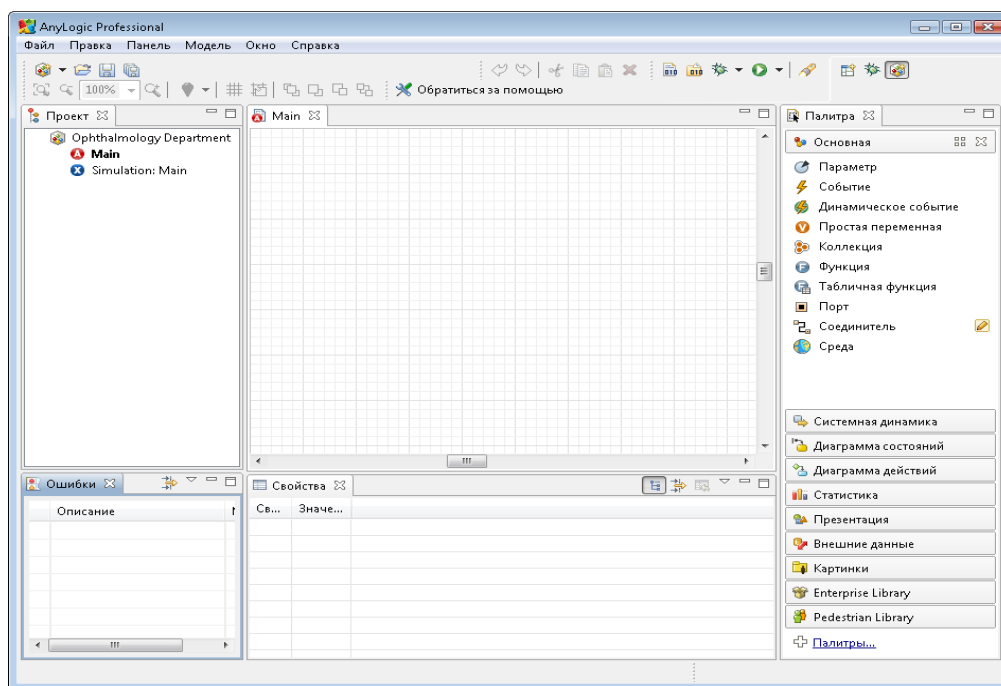 AnyLogic Professional
Файл Правка Панель Модель Окно Справка
100% Обратиться за помощью
Проект
Ophthalmology Department
Main
Simulation: Main
Main
Палитра
Основная
Параметр
Событие
Динамическое событие
Простая переменная
Коллекция
Функция
Табличная функция
Порт
Соединитель
Среда
Системная динамика
Диаграмма состояний
Диаграмма действий
Статистика
Презентация
Внешние данные
Картинки
Enterprise Library
Pedestrian Library
Палитры...
Ошибки
Описание
Свойства
Св... Значе...